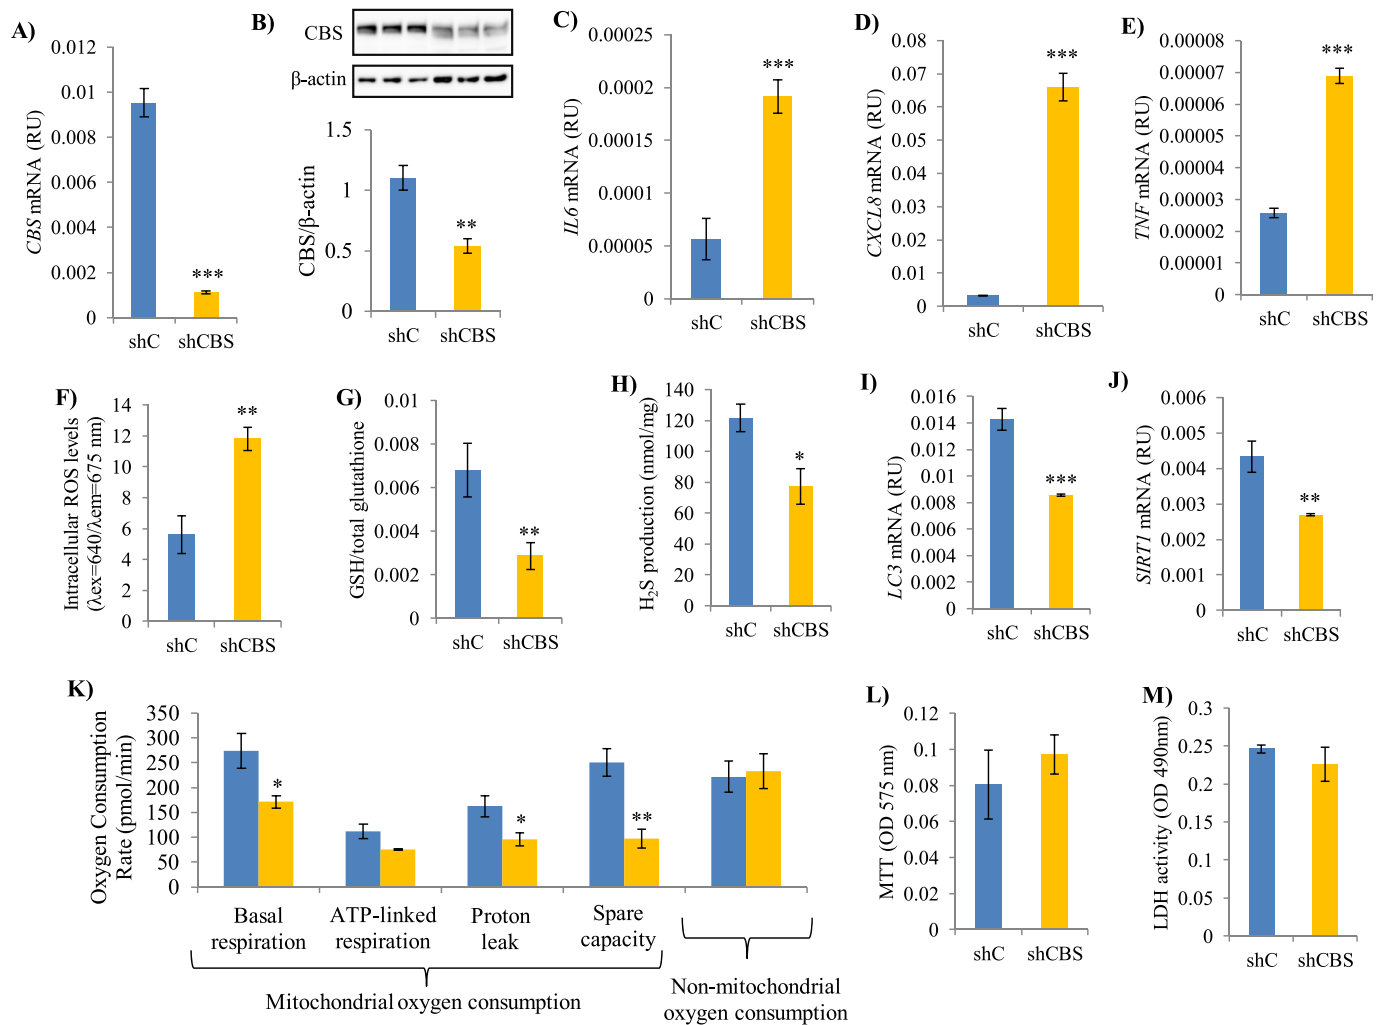 A)
CBS mRNA (RU)
0.012
0.01
0.008
0.006
0.004
0.002
0
***
shC
shCBS
B)
CBS
β-actin
CBS/β-actin
1.5
1
0.5
0
**
shC
shCBS
C)
IL6 mRNA (RU)
0.00025
0.0002
0.00015
0.0001
0.00005
0
***
shC
shCBS
D)
CXCL8 mRNA (RU)
0.08
0.07
0.06
0.05
0.04
0.03
0.02
0.01
0
***
shC
shCBS
E)
TNF mRNA (RU)
0.00008
0.00007
0.00006
0.00005
0.00004
0.00003
0.00002
0.00001
0
***
shC
shCBS
F)
Intracellular ROS levels
(λex=640/λem=675 nm)
14
12
10
8
6
4
2
0
**
shC
shCBS
G)
GSH/total glutathione
0.01
0.008
0.006
0.004
0.002
0
**
shC
shCBS
H)
H₂S production (nmol/mg)
140
120
100
80
60
40
20
0
*
shC
shCBS
I)
LC3 mRNA (RU)
0.016
0.014
0.012
0.01
0.008
0.006
0.004
0.002
0
***
shC
shCBS
J)
SIRT1 mRNA (RU)
0.006
0.005
0.004
0.003
0.002
0.001
0
**
shC
shCBS
K)
Oxygen Consumption
Rate (pmol/min)
350
300
250
200
150
100
50
0
*
*
**
Basal
respiration
ATP-linked
respiration
Proton
leak
Spare
capacity
Mitochondrial oxygen consumption
Non-mitochondrial
oxygen consumption
L)
MTT (OD 575 nm)
0.12
0.1
0.08
0.06
0.04
0.02
0
shC
shCBS
M)
LDH activity (OD 490nm)
0.3
0.25
0.2
0.15
0.1
0.05
0
shC
shCBS